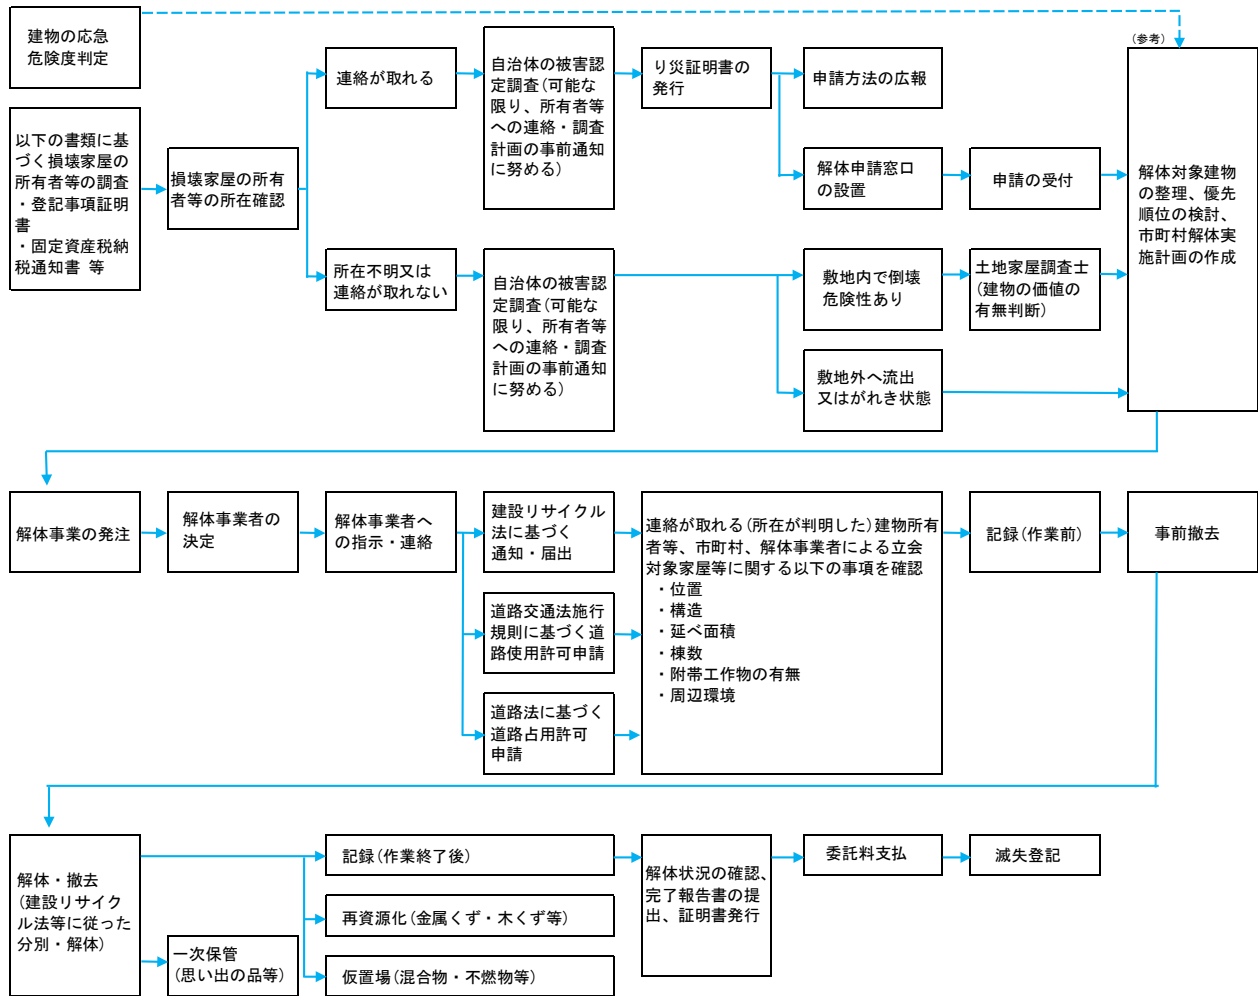 建物の応急
危険度判定
以下の書類に基
づく損壊家屋の
所有者等の調査
・登記事項証明
書
・固定資産税納
税通知書 等
損壊家屋の所有
者等の所在確認
連絡が取れる
自治体の被害認
定調査(可能な
限り、所有者等
への連絡・調査
計画の事前通知
に努める)
り災証明書の
発行
申請方法の広報
解体申請窓口
の設置
申請の受付
所在不明又は
連絡が取れない
自治体の被害認
定調査(可能な
限り、所有者等
への連絡・調査
計画の事前通知
に努める)
敷地内で倒壊
危険性あり
土地家屋調査士
(建物の価値の
有無判断)
敷地外へ流出
又はがれき状態
(参考)
解体対象建物
の整理、優先
順位の検討、
市町村解体実
施計画の作成
解体事業の発注
解体事業者の
決定
解体事業者へ
の指示・連絡
建設リサイクル
法に基づく
通知・届出
道路交通法施行
規則に基づく道
路使用許可申請
道路法に基づく
道路占用許可
申請
連絡が取れる(所在が判明した)建物所有
者等、市町村、解体事業者による立会
対象家屋等に関する以下の事項を確認
・位置
・構造
・延べ面積
・棟数
・附帯工作物の有無
・周辺環境
記録(作業前)
事前撤去
解体・撤去
(建設リサイク
ル法等に従った
分別・解体)
一次保管
(思い出の品等)
記録(作業終了後)
再資源化(金属くず・木くず等)
仮置場(混合物・不燃物等)
解体状況の確認、
完了報告書の提
出、証明書発行
委託料支払
滅失登記